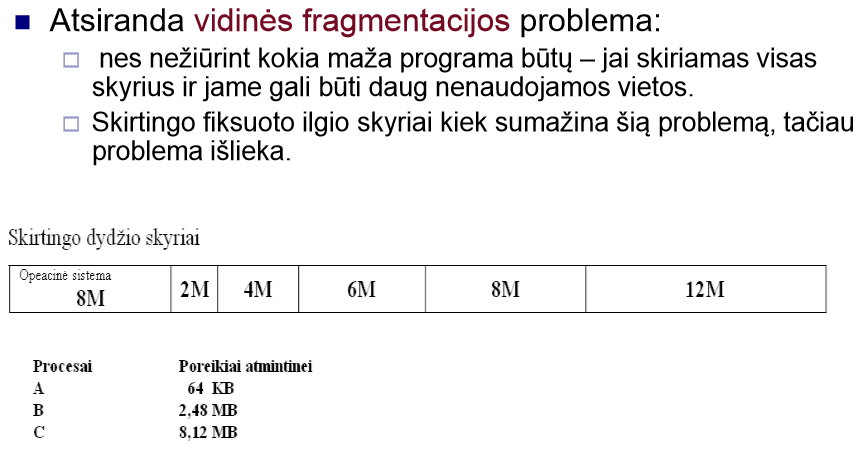 Atsiranda vidinės fragmentacijos problema:
nes nežiūrint kokia maža programa būtų – jai skiriamas visas
skyrius ir jame gali būti daug nenaudojamos vietos.
Skirtingo fiksuoto ilgio skyriai kiek sumažina šią problemą, tačiau
problema išlieka.
Skirtingo dydžio skyriai
Opeacinė sistema
8M 2M 4M 6M 8M 12M
Procesai Poreikiai atmintinei
A 64 KB
B 2,48 MB
C 8,12 MB